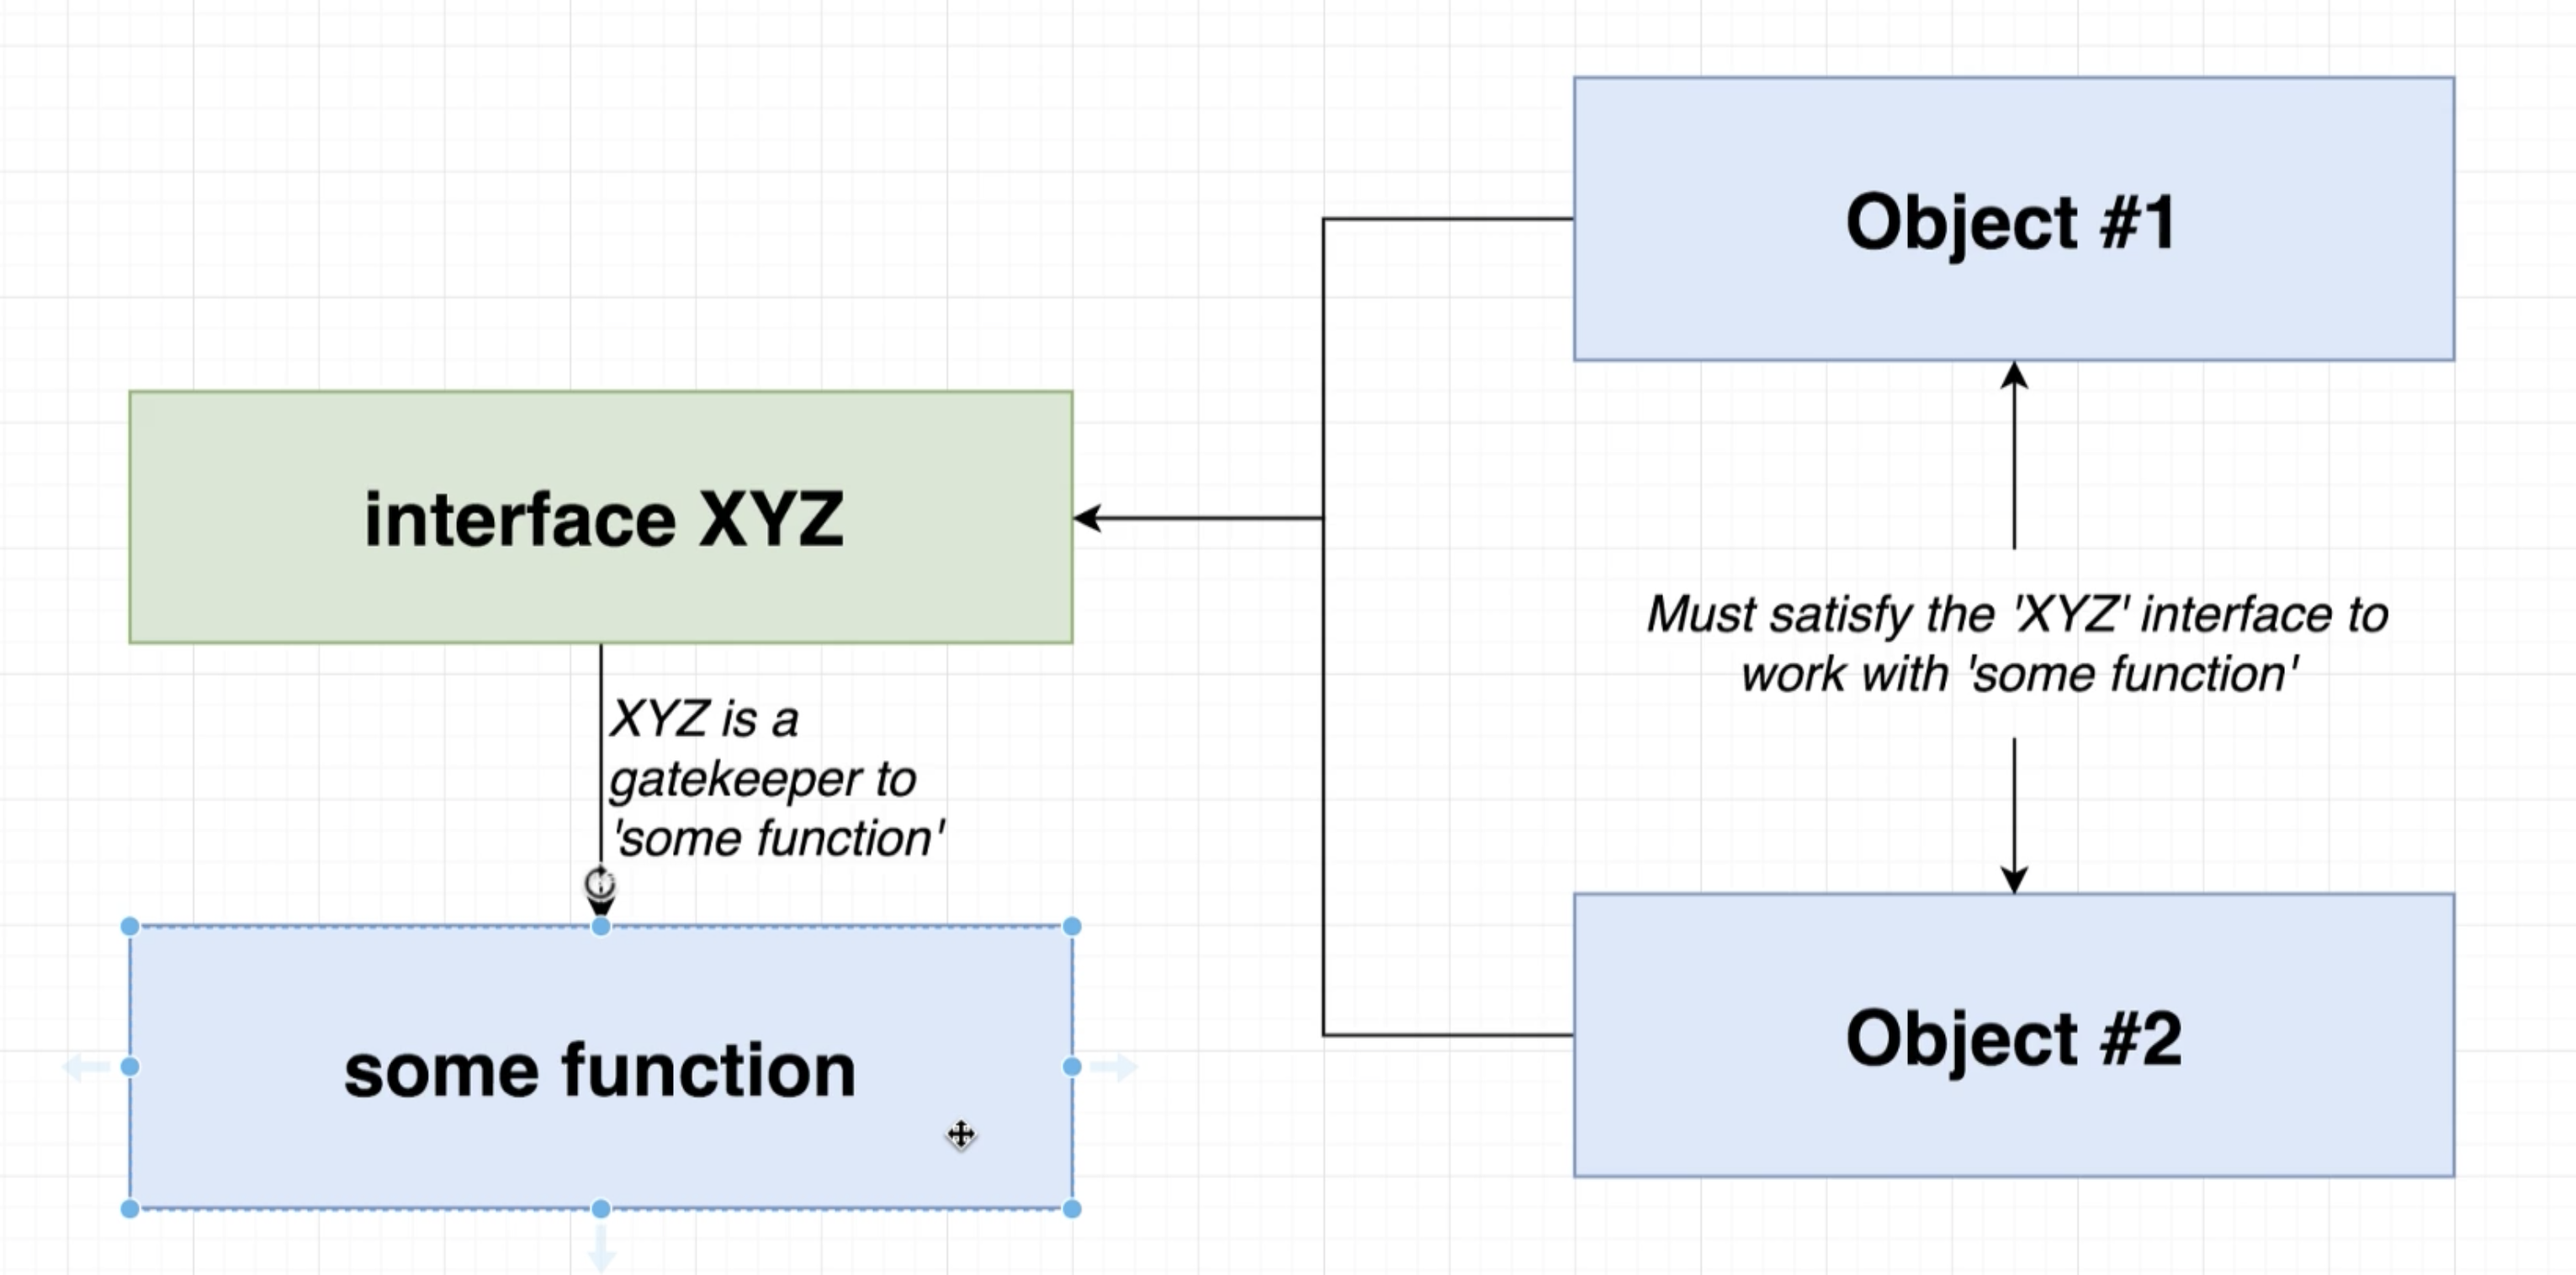 Object #1
interface XYZ
Must satisfy the 'XYZ' interface to
work with 'some function'
XYZ is a
gatekeeper to
'some function'
some function
Object #2